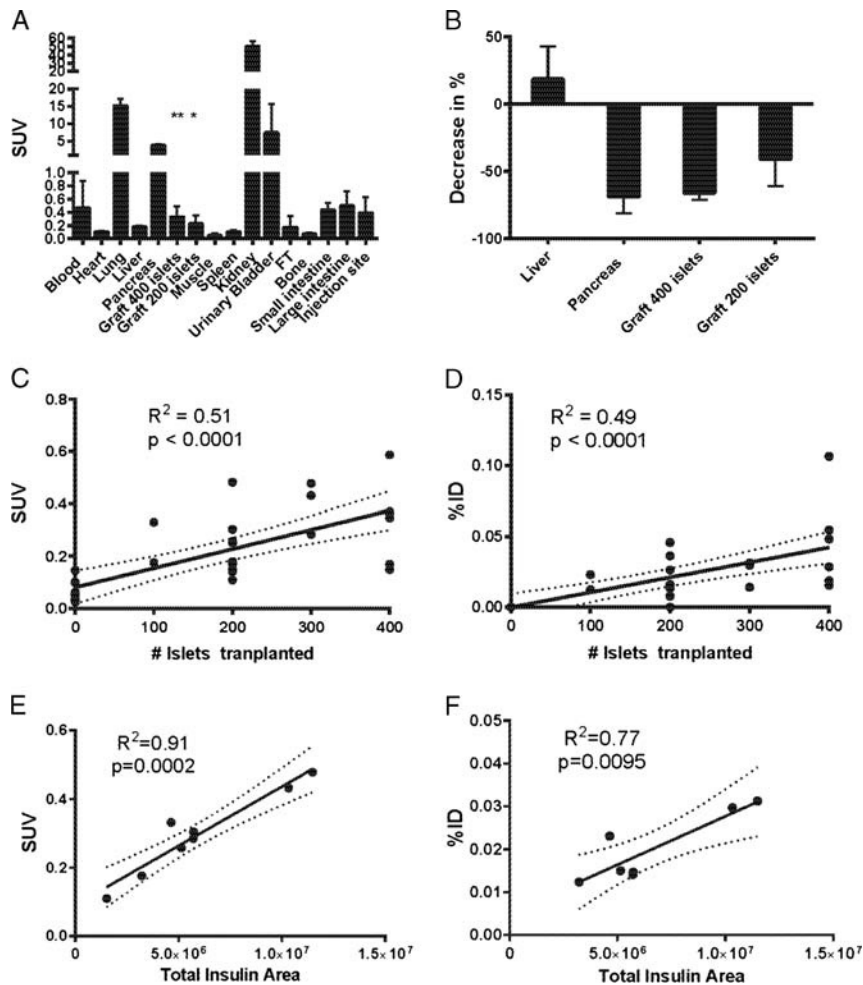 A
SUV
60
50
40
30
20
20
15
10
5
1.0
0.8
0.6
0.4
0.2
0.0
** *
Blood
Heart
Lung
Liver
Pancreas
Graft 400 islets
Graft 200 islets
Muscle
Spleen
Kidney
Urinary Bladder
FT
Bone
Small intestine
Large intestine
Injection site
B
Decrease in %
50
0
-50
-100
Liver
Pancreas
Graft 400 islets
Graft 200 islets
C
SUV
0.8
0.6
0.4
0.2
0.0
R² = 0.51
p < 0.0001
0 100 200 300 400
# Islets tranplanted
D
%ID
0.15
0.10
0.05
0.00
R² = 0.49
p < 0.0001
0 100 200 300 400
# Islets tranplanted
E
SUV
0.6
0.4
0.2
0.0
R²=0.91
p=0.0002
0 5.0×10⁶ 1.0×10⁷ 1.5×10⁷
Total Insulin Area
F
%ID
0.05
0.04
0.03
0.02
0.01
0.00
R²=0.77
p=0.0095
0 5.0×10⁶ 1.0×10⁷ 1.5×10⁷
Total Insulin Area